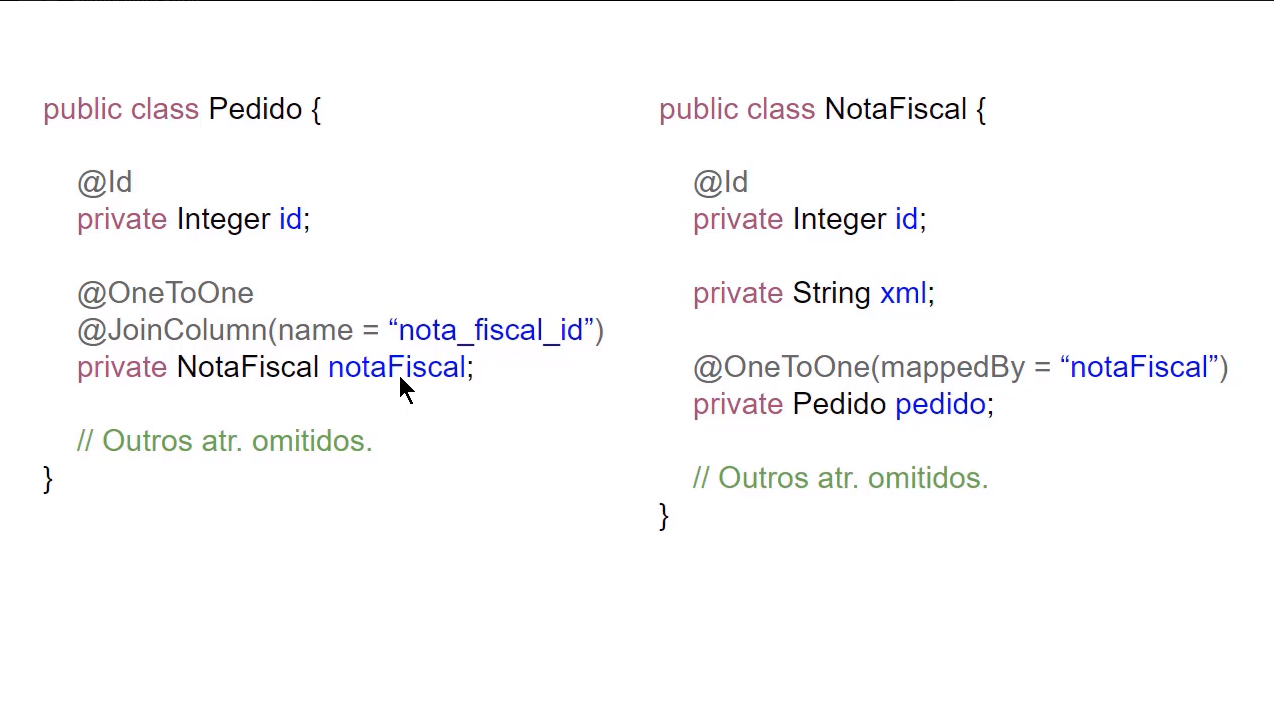 public class Pedido {
@Id
private Integer id;
@OneToOne
@JoinColumn(name = “nota_fiscal_id”)
private NotaFiscal notaFiscal;
// Outros atr. omitidos.
}
public class NotaFiscal {
@Id
private Integer id;
private String xml;
@OneToOne(mappedBy = “notaFiscal”)
private Pedido pedido;
// Outros atr. omitidos.
}